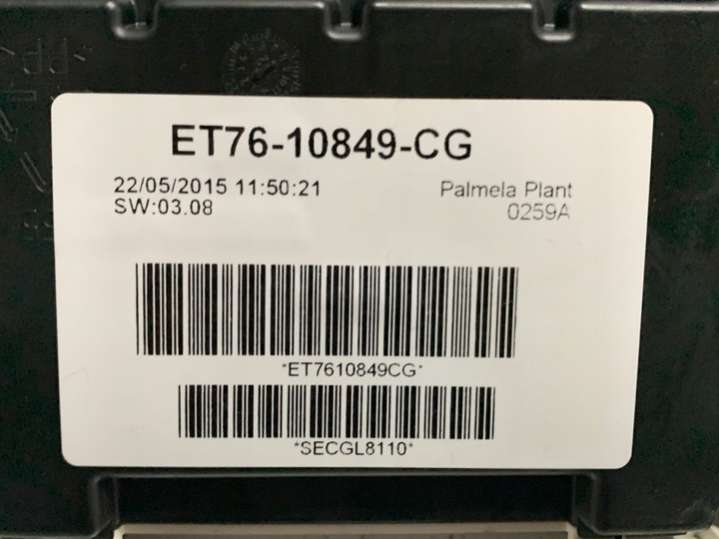 ET76-10849-CG
22/05/2015 11:50:21 Palmela Plant
SW:03.08 0259A
*ET7610849CG*
*SECGL8110*